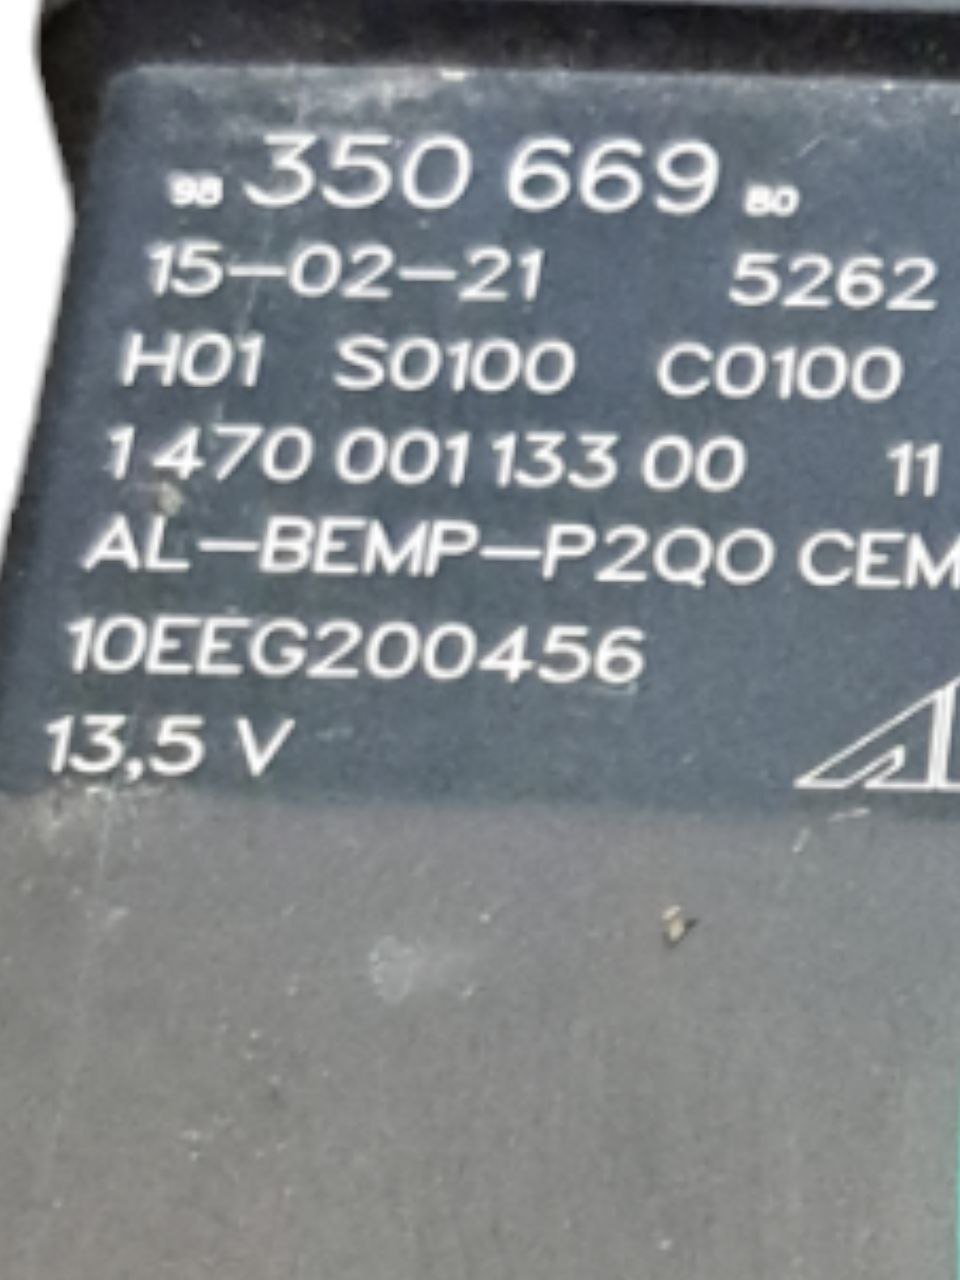 98 350 669 80
15-02-21 5262
H01 S0100 C0100
1 470 001 133 00 11
AL-BEMP-P2QO CEM
10EEG200456
13,5 V